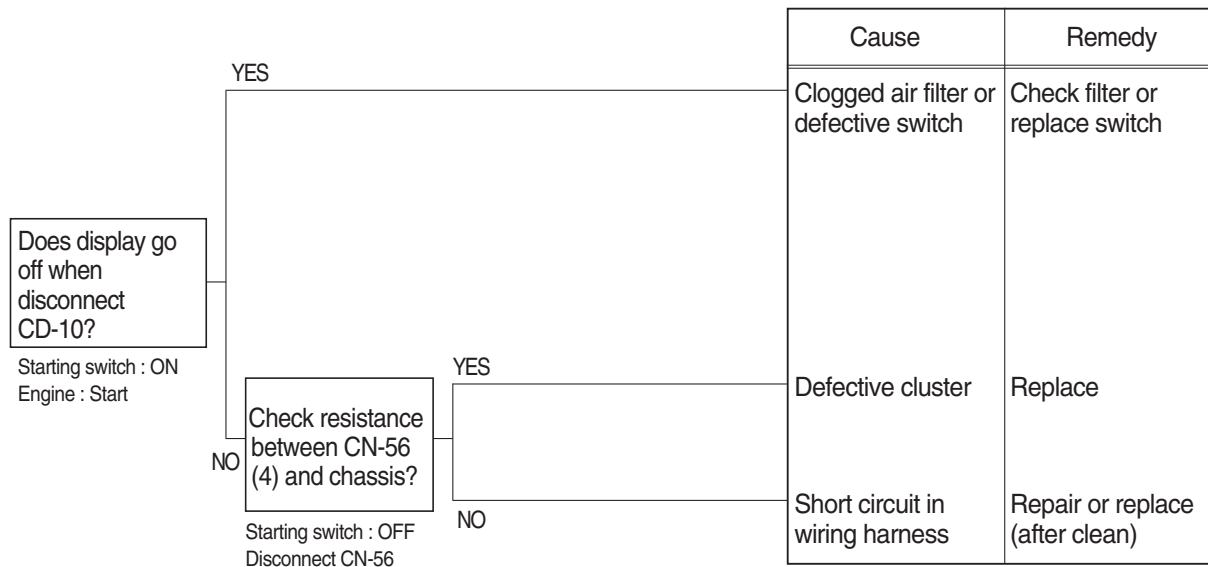 Cause
Remedy
YES
Clogged air filter or
defective switch
Check filter or
replace switch
Does display go
off when
disconnect
CD-10?
Starting switch : ON
Engine : Start
YES
Defective cluster
Replace
NO
Check resistance
between CN-56
(4) and chassis?
Starting switch : OFF
Disconnect CN-56
NO
Short circuit in
wiring harness
Repair or replace
(after clean)